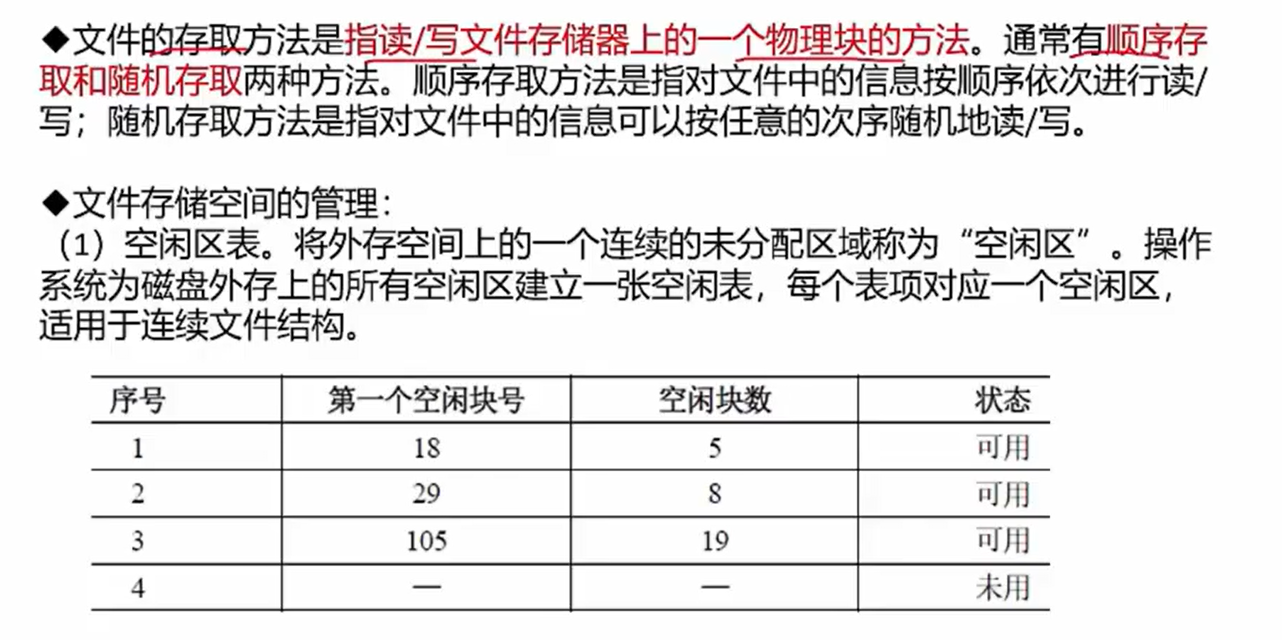 ◆文件的存取方法是指读/写文件存储器上的一个物理块的方法。通常有顺序存
取和随机存取两种方法。顺序存取方法是指对文件中的信息按顺序依次进行读/
写；随机存取方法是指对文件中的信息可以按任意的次序随机地读/写。
◆文件存储空间的管理：
（1）空闲区表。将外存空间上的一个连续的未分配区域称为“空闲区”。操作
系统为磁盘外存上的所有空闲区建立一张空闲表，每个表项对应一个空闲区，
适用于连续文件结构。
序号 第一个空闲块号 空闲块数 状态
1 18 5 可用
2 29 8 可用
3 105 19 可用
4 — — 未用